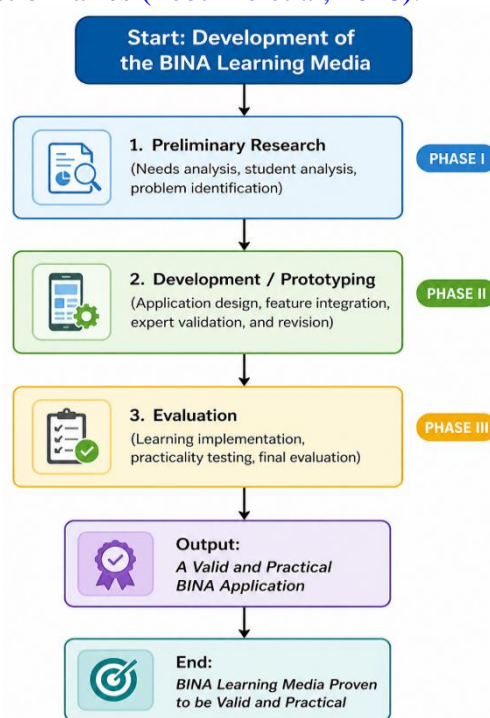 Start: Development of
the BINA Learning Media
1. Preliminary Research
(Needs analysis, student analysis,
problem identification)
PHASE I
2. Development / Prototyping
(Application design, feature integration,
expert validation, and revision)
PHASE II
3. Evaluation
(Learning implementation,
practicality testing, final evaluation)
PHASE III
Output:
A Valid and Practical
BINA Application
End:
BINA Learning Media Proven
to be Valid and Practical